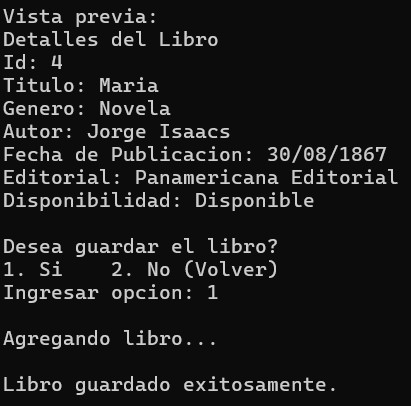 Vista previa:
Detalles del Libro
Id: 4
Titulo: Maria
Genero: Novela
Autor: Jorge Isaacs
Fecha de Publicacion: 30/08/1867
Editorial: Panamericana Editorial
Disponibilidad: Disponible
Desea guardar el libro?
1. Si    2. No (Volver)
Ingresar opcion: 1
Agregando libro...
Libro guardado exitosamente.